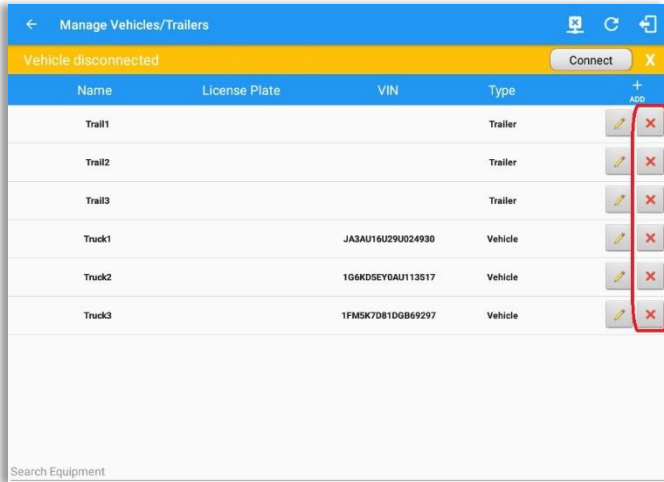 Manage Vehicles/Trailers
Vehicle disconnected Connect X
Name License Plate VIN Type + ADD
Trail1 Trailer
Trail2 Trailer
Trail3 Trailer
Truck1 JA3AU16U29U024930 Vehicle
Truck2 1G6KD5EY0AU113517 Vehicle
Truck3 1FM5K7D81DGB69297 Vehicle
Search Equipment